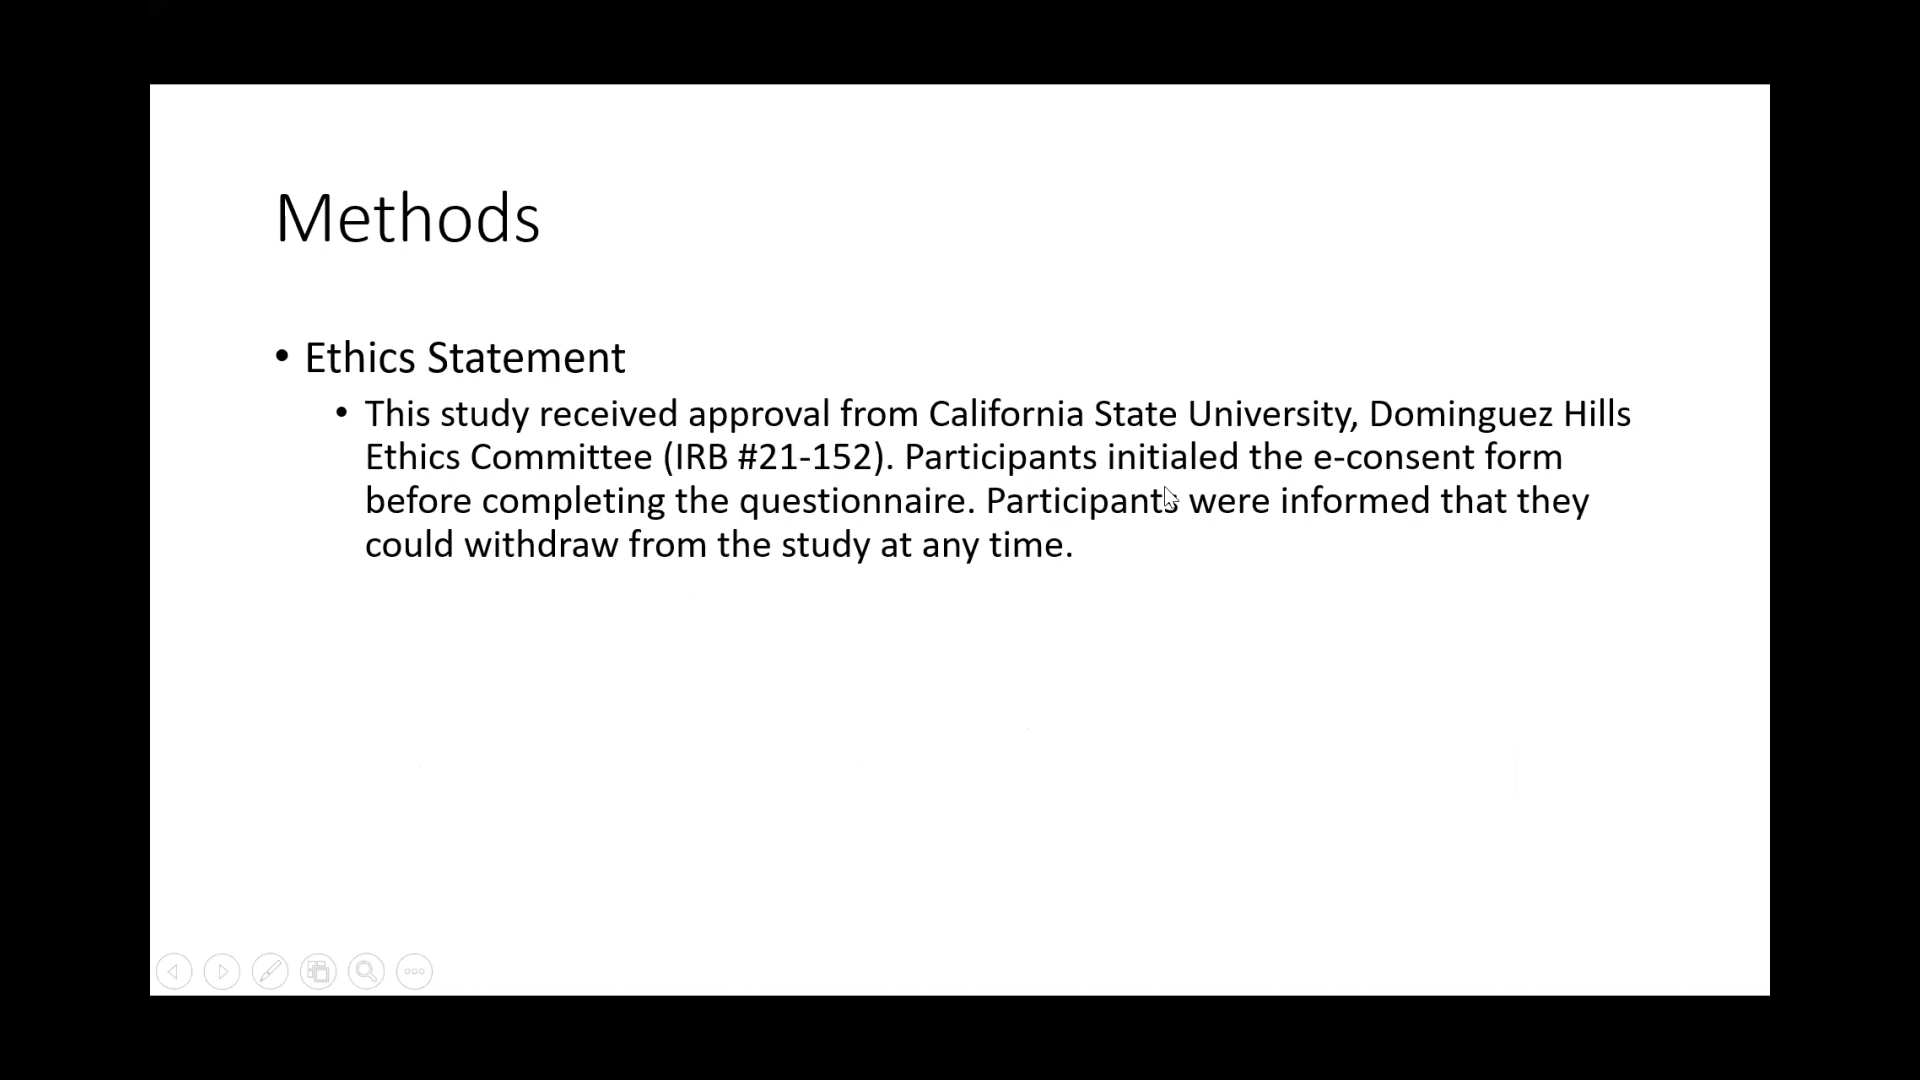 Methods
• Ethics Statement
• This study received approval from California State University, Dominguez Hills
Ethics Committee (IRB #21-152). Participants initialed the e-consent form
before completing the questionnaire. Participants were informed that they
could withdraw from the study at any time.